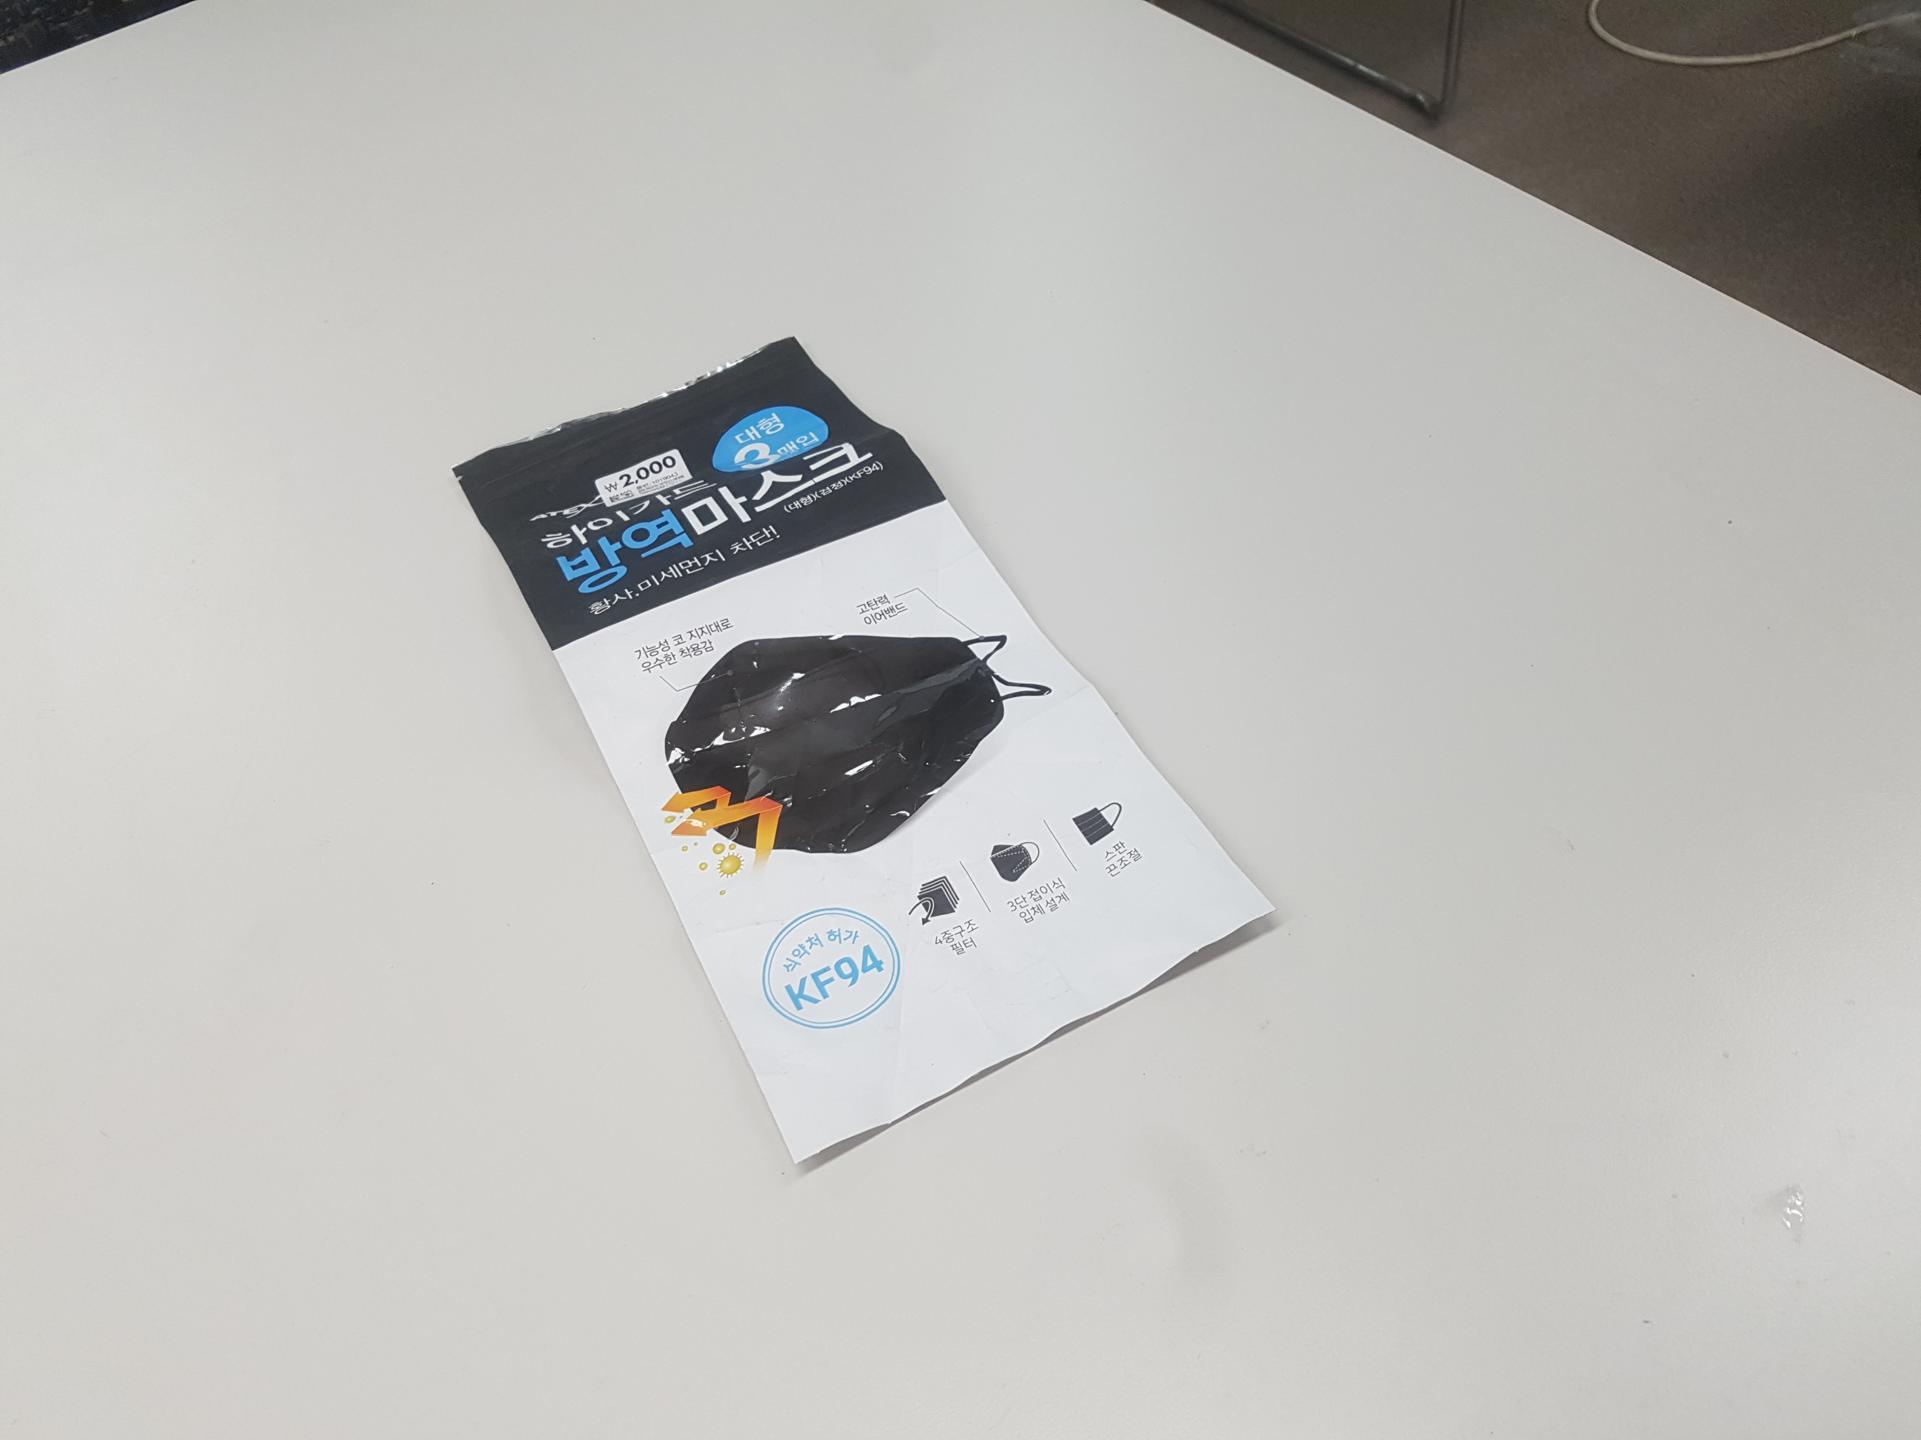 대형
3매입
₩2,000
하이가드
방역마스크
(대형)(검정)(KF94)
황사,미세먼지 차단!
고탄력
이어밴드
기능성 코 지지대로
우수한 착용감
스판
끈조절
3단 접이식
입체 설계
4중구조
필터
식약처 허가
KF94